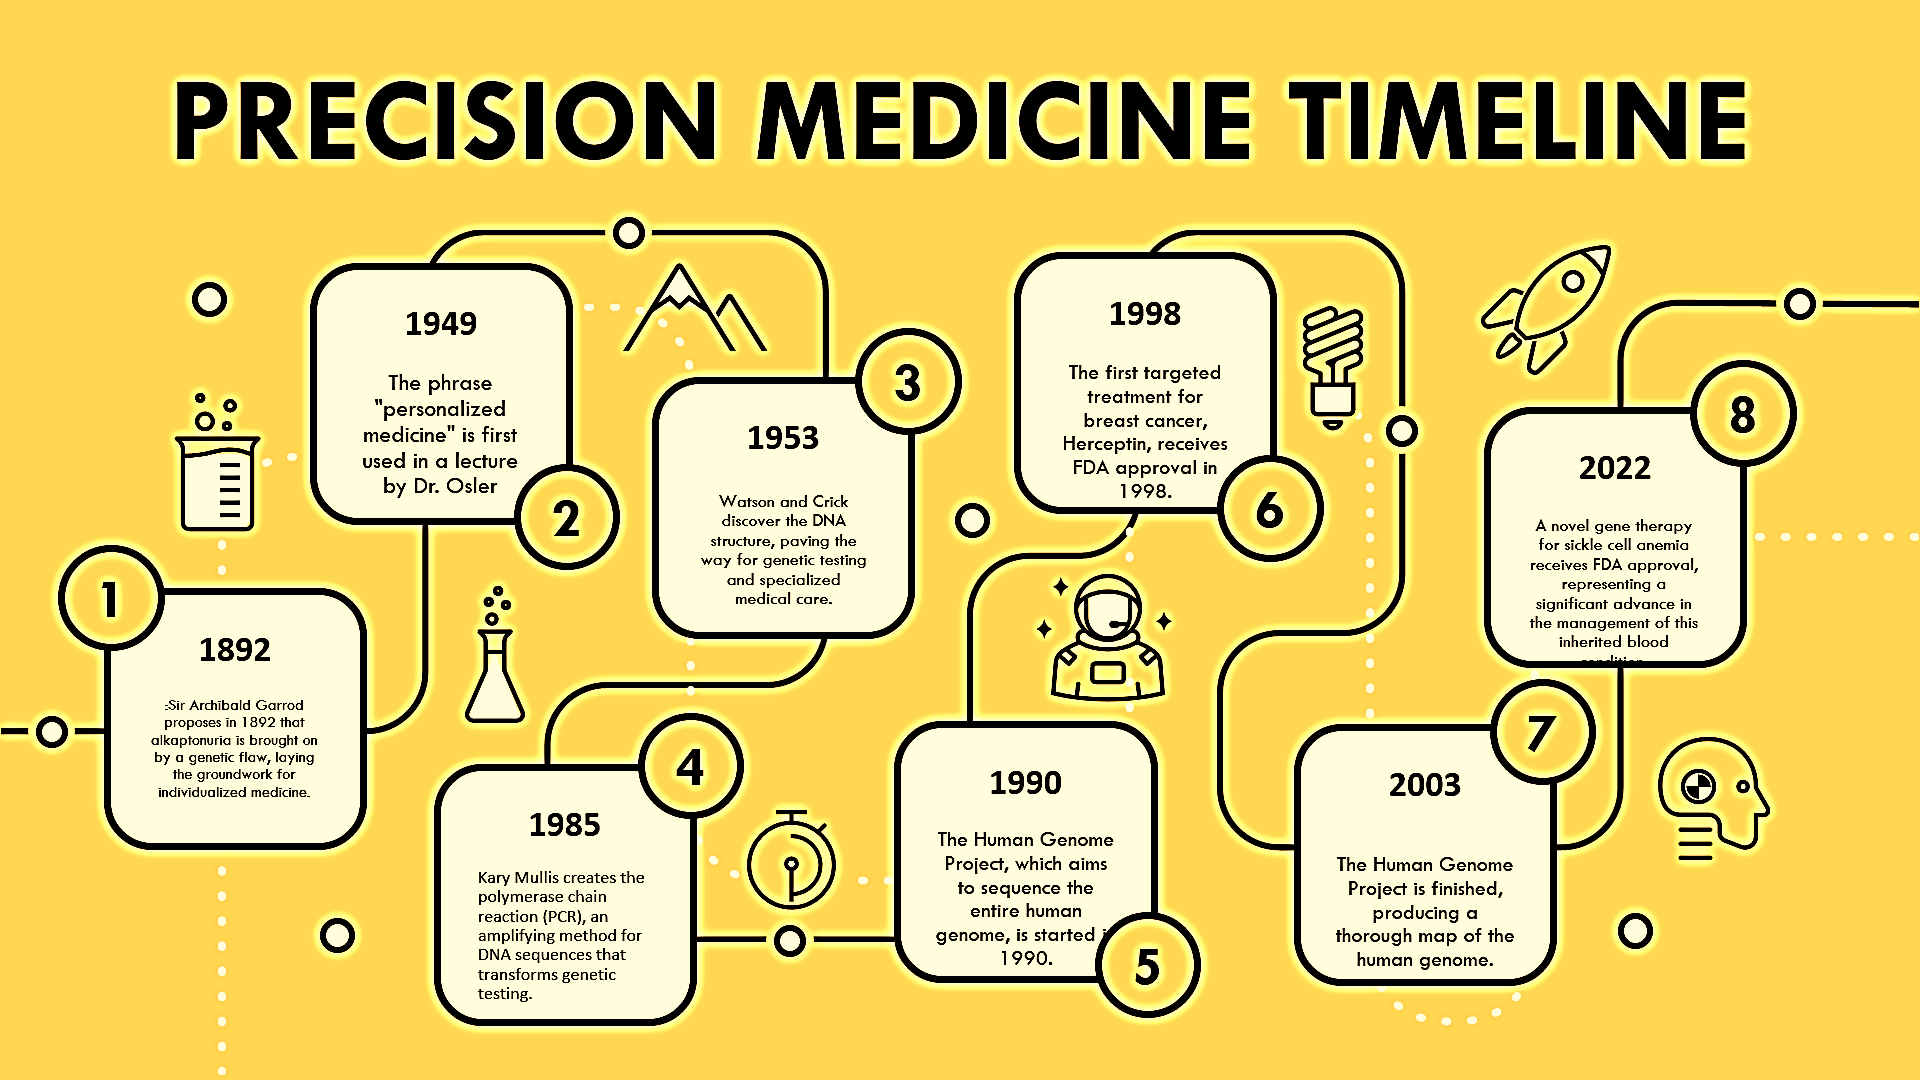 PRECISION MEDICINE TIMELINE
1
1892
:Sir Archibald Garrod
proposes in 1892 that
alkaptonuria is brought on
by a genetic flaw, laying
the groundwork for
individualized medicine.
1949
The phrase
"personalized
medicine" is first
used in a lecture
by Dr. Osler
2
3
1953
Watson and Crick
discover the DNA
structure, paving the
way for genetic testing
and specialized
medical care.
4
1985
Kary Mullis creates the
polymerase chain
reaction (PCR), an
amplifying method for
DNA sequences that
transforms genetic
testing.
1990
The Human Genome
Project, which aims
to sequence the
entire human
genome, is started
1990.
5
1998
The first targeted
treatment for
breast cancer,
Herceptin, receives
FDA approval in
1998.
6
7
2003
The Human Genome
Project is finished,
producing a
thorough map of the
human genome.
8
2022
A novel gene therapy
for sickle cell anemia
receives FDA approval,
representing a
significant advance in
the management of this
inherited blood